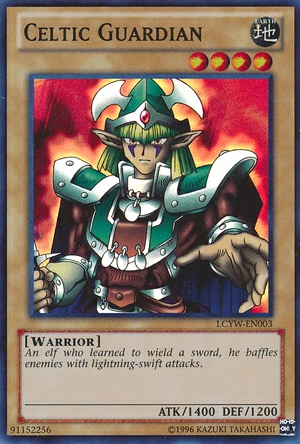 CELTIC GUARDIAN
EARTH
地
LCYW-EN003
[WARRIOR]
An elf who learned to wield a sword, he baffles
enemies with lightning-swift attacks.
ATK/1400 DEF/1200
91152256
©1996 KAZUKI TAKAHASHI